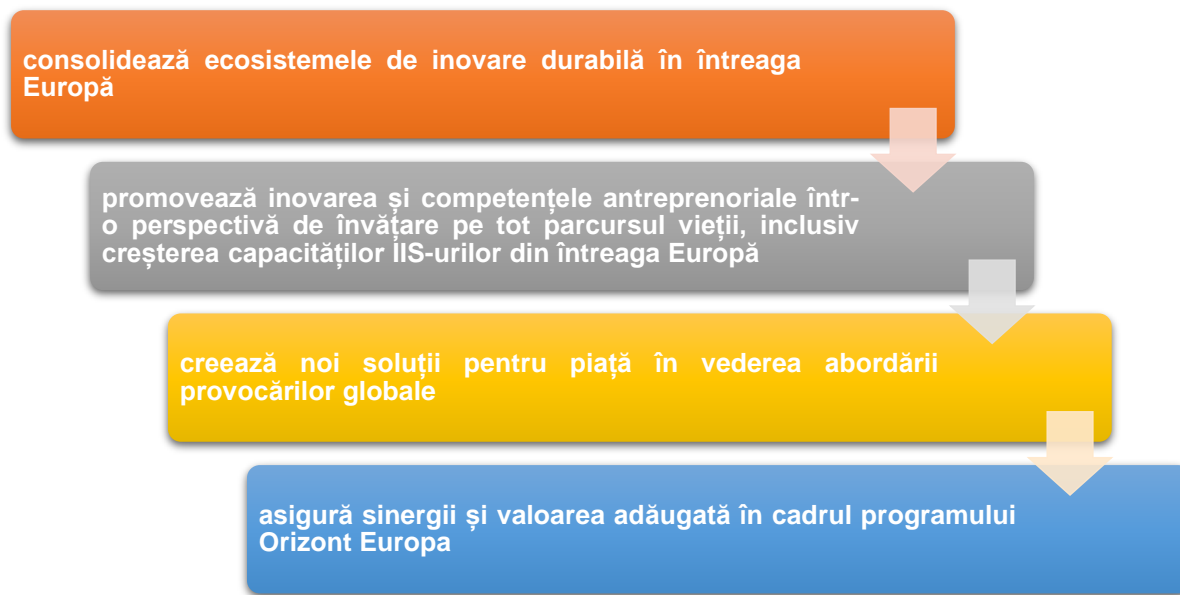 consolidează ecosistemele de inovare durabilă în întreaga
Europă
promovează inovarea și competențele antreprenoriale într-
o perspectivă de învățare pe tot parcursul vieții, inclusiv
creșterea capacităților IIS-urilor din întreaga Europă
creează noi soluții pentru piață în vederea abordării
provocărilor globale
asigură sinergii și valoarea adăugată în cadrul programului
Orizont Europa